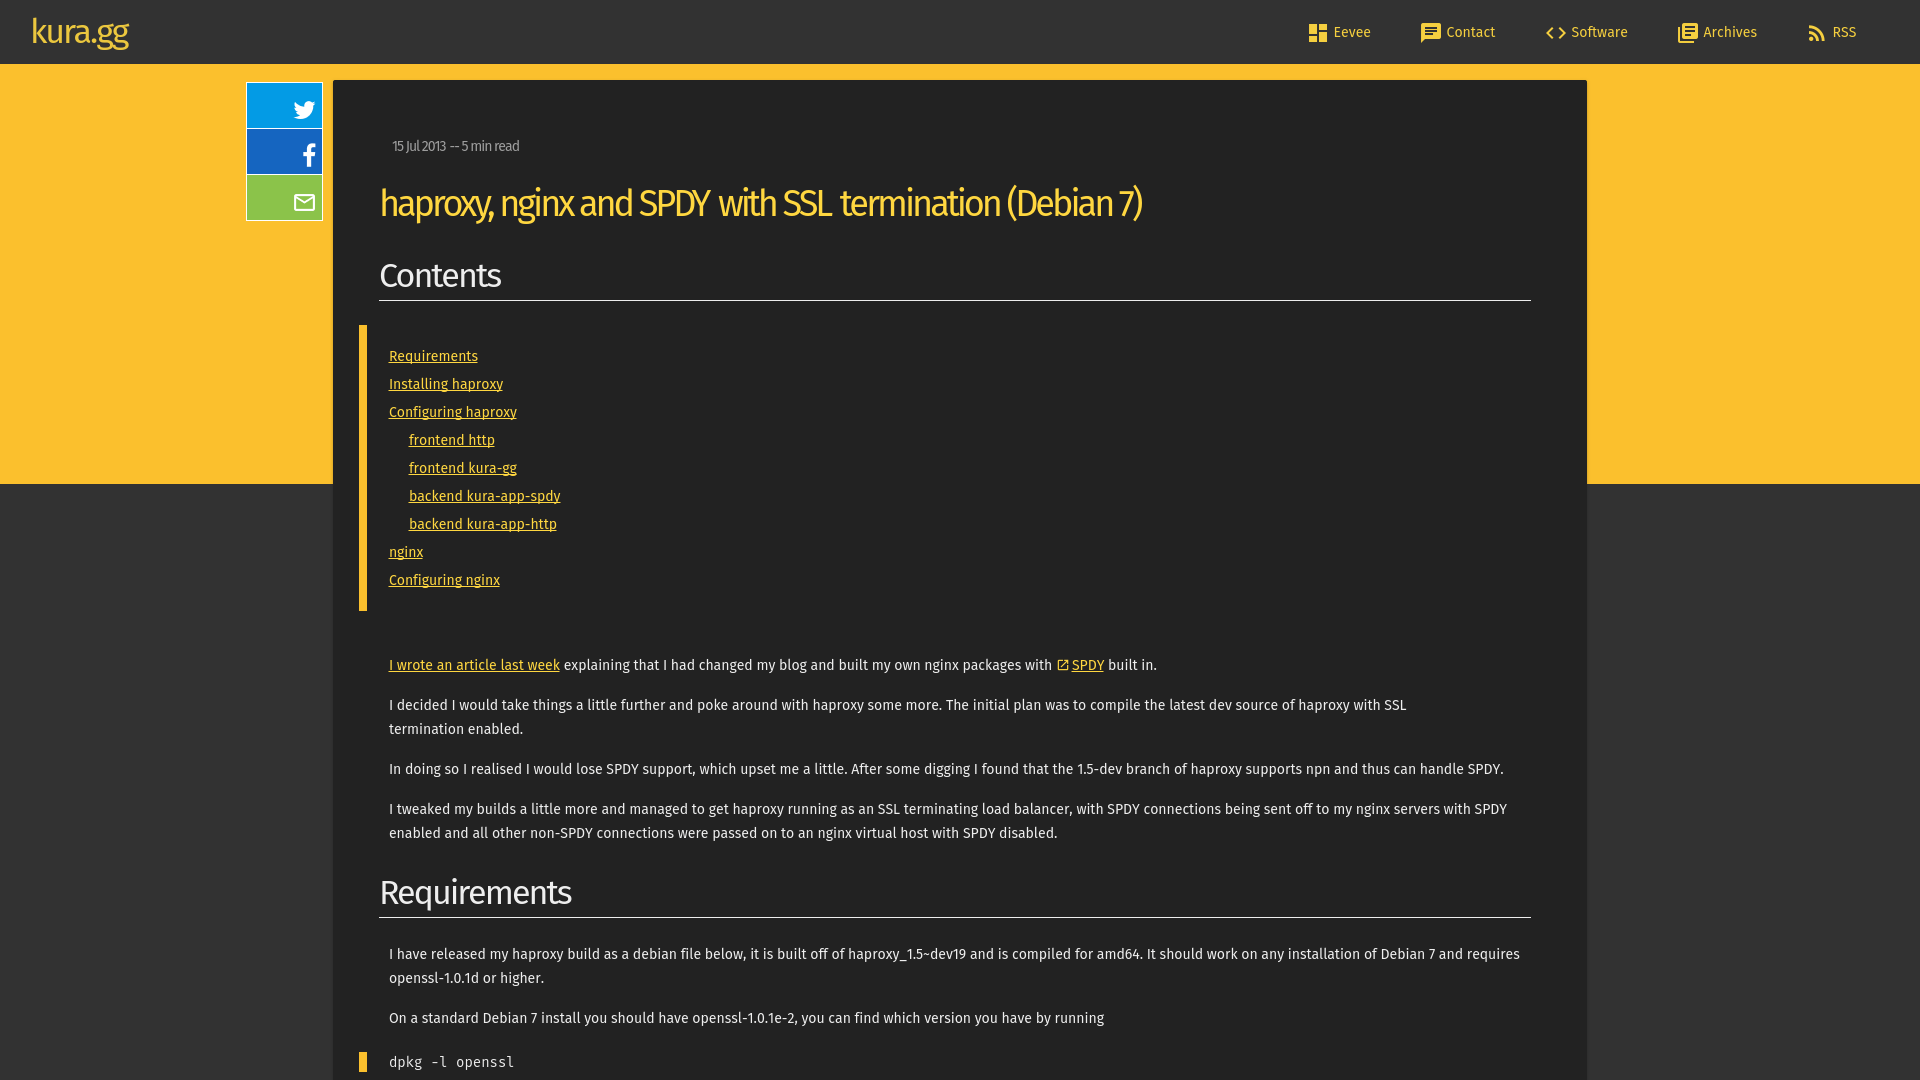 kura.gg
Eevee
Contact
Software
Archives
RSS
15 Jul 2013 -- 5 min read
haproxy, nginx and SPDY with SSL termination (Debian 7)
Contents
Requirements
Installing haproxy
Configuring haproxy
frontend http
frontend kura-gg
backend kura-app-spdy
backend kura-app-http
nginx
Configuring nginx
I wrote an article last week explaining that I had changed my blog and built my own nginx packages with SPDY built in.
I decided I would take things a little further and poke around with haproxy some more. The initial plan was to compile the latest dev source of haproxy with SSL
termination enabled.
In doing so I realised I would lose SPDY support, which upset me a little. After some digging I found that the 1.5-dev branch of haproxy supports npn and thus can handle SPDY.
I tweaked my builds a little more and managed to get haproxy running as an SSL terminating load balancer, with SPDY connections being sent off to my nginx servers with SPDY
enabled and all other non-SPDY connections were passed on to an nginx virtual host with SPDY disabled.
Requirements
I have released my haproxy build as a debian file below, it is built off of haproxy_1.5~dev19 and is compiled for amd64. It should work on any installation of Debian 7 and requires
openssl-1.0.1d or higher.
On a standard Debian 7 install you should have openssl-1.0.1e-2, you can find which version you have by running
dpkg -l openssl